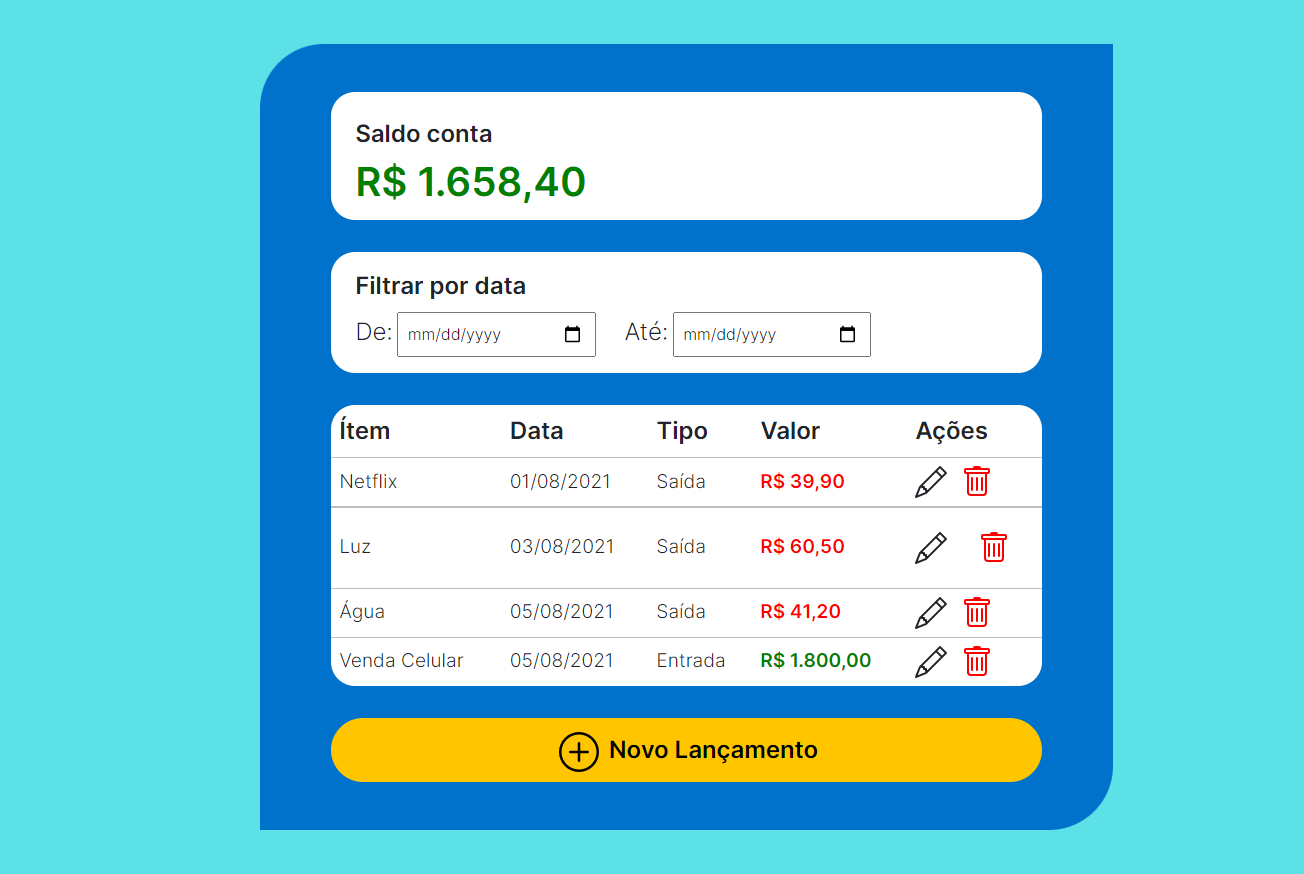 Saldo conta
R$ 1.658,40
Filtrar por data
De: mm/dd/yyyy Até: mm/dd/yyyy
Ítem Data Tipo Valor Ações
Netflix 01/08/2021 Saída R$ 39,90
Luz 03/08/2021 Saída R$ 60,50
Água 05/08/2021 Saída R$ 41,20
Venda Celular 05/08/2021 Entrada R$ 1.800,00
Novo Lançamento